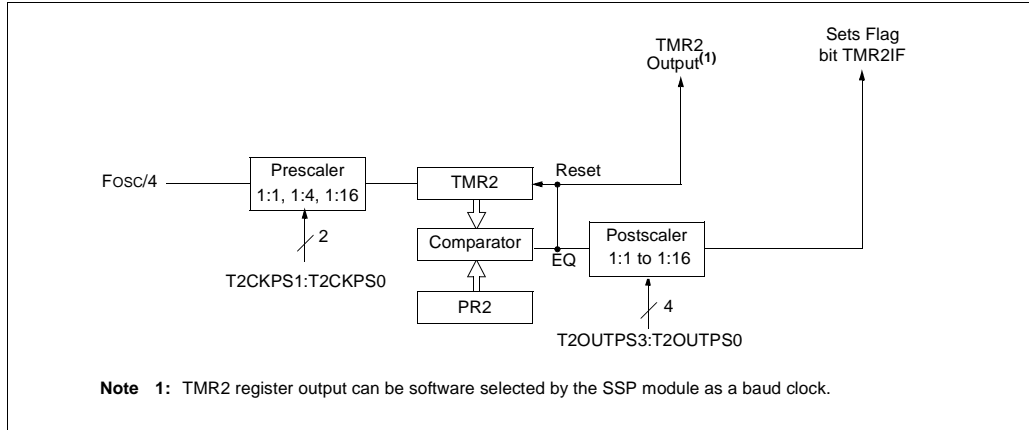 TMR2
Output(1)
Sets Flag
bit TMR2IF
FOSC/4
Prescaler
1:1, 1:4, 1:16
TMR2
Reset
2
Comparator
EQ
Postscaler
1:1 to 1:16
T2CKPS1:T2CKPS0
PR2
4
T2OUTPS3:T2OUTPS0
Note 1: TMR2 register output can be software selected by the SSP module as a baud clock.